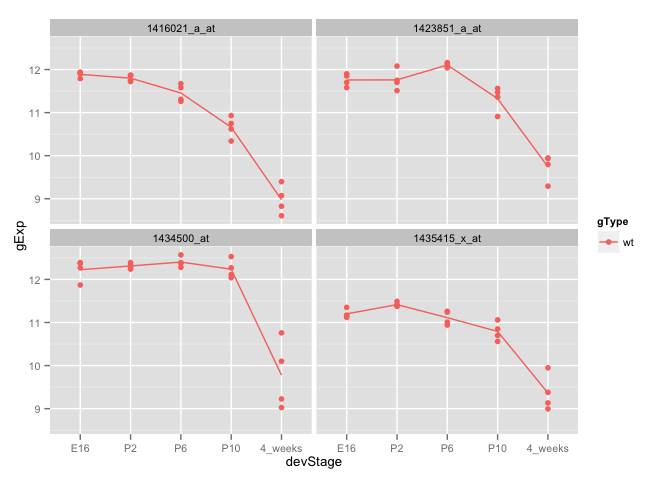 1416021_a_at 1423851_a_at
12
11
10
9
gExp
1434500_at 1435415_x_at
12
11
10
9
E16 P2 P6 P10 4_weeks E16 P2 P6 P10 4_weeks
devStage
gType
wt